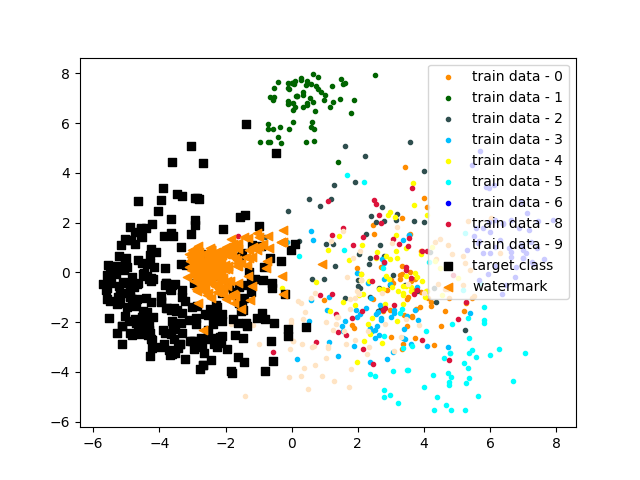 8
6
4
2
0
−2
−4
−6
−6
−4
−2
0
2
4
6
8
train data - 0
train data - 1
train data - 2
train data - 3
train data - 4
train data - 5
train data - 6
train data - 8
train data - 9
target class
watermark